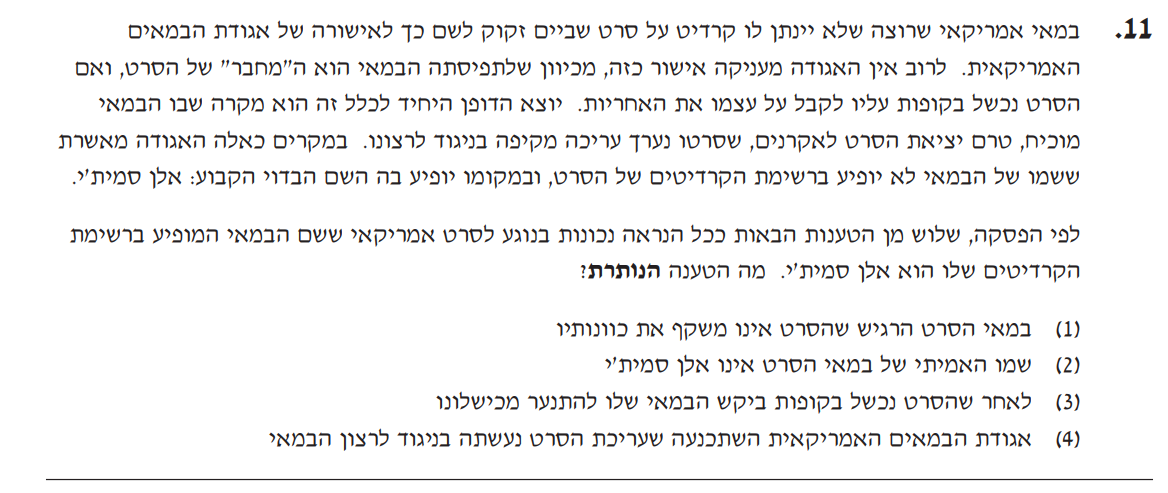 11. במאי אמריקאי שרוצה שלא יינתן לו קרדיט על סרט שביים זקוק לשם כך לאישורה של אגודת הבמאים
האמריקאית. לרוב אין האגודה מעניקה אישור כזה, מכיוון שלתפיסתה הבמאי הוא ה"מחבר" של הסרט, ואם
הסרט נכשל בקופות עליו לקבל על עצמו את האחריות. יוצא הדופן היחיד לכלל זה הוא מקרה שבו הבמאי
מוכיח, טרם יציאת הסרט לאקרנים, שסרטו נערך עריכה מקיפה בניגוד לרצונו. במקרים כאלה האגודה מאשרת
ששמו של הבמאי לא יופיע ברשימת הקרדיטים של הסרט, ובמקומו יופיע בה השם הבדוי הקבוע: אלן סמית'י.
לפי הפסקה, שלוש מן הטענות הבאות ככל הנראה נכונות בנוגע לסרט אמריקאי ששם הבמאי המופיע ברשימת
הקרדיטים שלו הוא אלן סמית'י. מה הטענה הנותרת?
(1) במאי הסרט הרגיש שהסרט אינו משקף את כוונותיו
(2) שמו האמיתי של במאי הסרט אינו אלן סמית'י
(3) לאחר שהסרט נכשל בקופות ביקש הבמאי שלו להתנער מכישלונו
(4) אגודת הבמאים האמריקאית השתכנעה שעריכת הסרט נעשתה בניגוד לרצון הבמאי